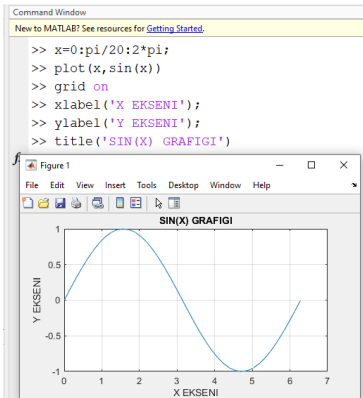 Command Window
New to MATLAB? See resources for Getting Started.
>> x=0:pi/20:2*pi;
>> plot(x,sin(x))
>> grid on
>> xlabel('X EKSENI');
>> ylabel('Y EKSENI');
>> title('SIN(X) GRAFIGI')
Figure 1
File Edit View Insert Tools Desktop Window Help
SIN(X) GRAFIGI
1
0.5
0
-0.5
-1
Y EKSENI
0 1 2 3 4 5 6 7
X EKSENI